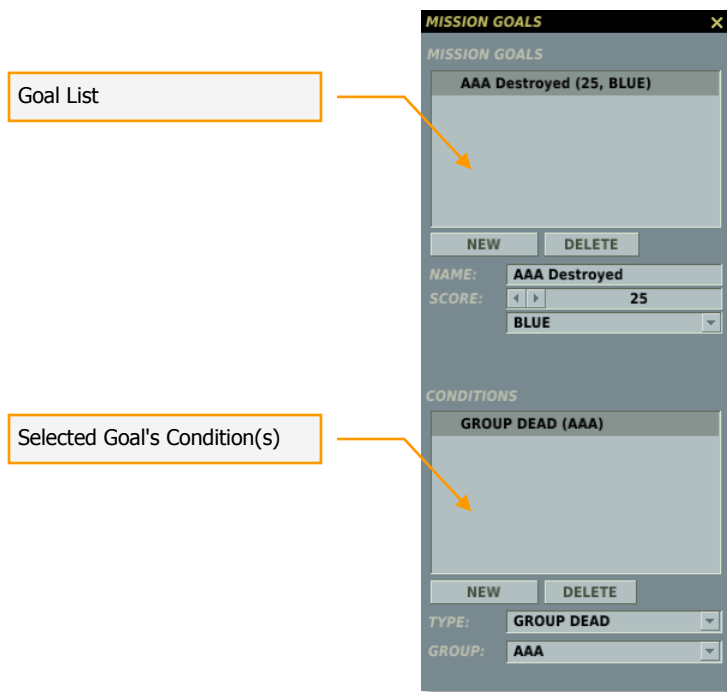 MISSION GOALS
MISSION GOALS
Goal List
AAA Destroyed (25, BLUE)
NEW DELETE
NAME: AAA Destroyed
SCORE: 25
BLUE
CONDITIONS
Selected Goal's Condition(s)
GROUP DEAD (AAA)
NEW DELETE
TYPE: GROUP DEAD
GROUP: AAA